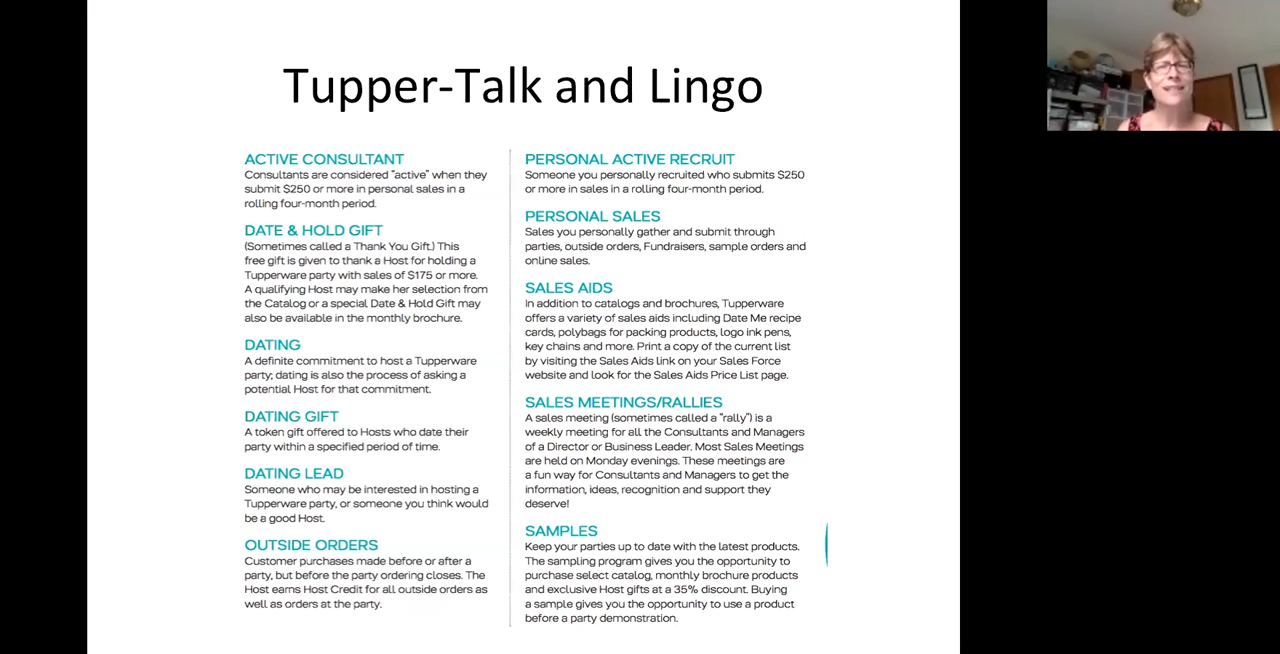 Tupper-Talk and Lingo
ACTIVE CONSULTANT
Consultants are considered "active" when they
submit $250 or more in personal sales in a
rolling four-month period.
DATE & HOLD GIFT
(Sometimes called a Thank You Gift.) This
free gift is given to thank a Host for holding a
Tupperware party with sales of $175 or more.
A qualifying Host may make her selection from
the Catalog or a special Date & Hold Gift may
also be available in the monthly brochure.
DATING
A definite commitment to host a Tupperware
party; dating is also the process of asking a
potential Host for that commitment.
DATING GIFT
A token gift offered to Hosts who date their
party within a specified period of time.
DATING LEAD
Someone who may be interested in hosting a
Tupperware party, or someone you think would
be a good Host.
OUTSIDE ORDERS
Customer purchases made before or after a
party, but before the party ordering closes. The
Host earns Host Credit for all outside orders as
well as orders at the party.
PERSONAL ACTIVE RECRUIT
Someone you personally recruited who submits $250
or more in sales in a rolling four-month period.
PERSONAL SALES
Sales you personally gather and submit through
parties, outside orders, Fundraisers, sample orders and
online sales.
SALES AIDS
In addition to catalogs and brochures, Tupperware
offers a variety of sales aids including Date Me recipe
cards, polybags for packing products, logo ink pens,
key chains and more. Print a copy of the current list
by visiting the Sales Aids link on your Sales Force
website and look for the Sales Aids Price List page.
SALES MEETINGS/RALLIES
A sales meeting (sometimes called a "rally") is a
weekly meeting for all the Consultants and Managers
of a Director or Business Leader. Most Sales Meetings
are held on Monday evenings. These meetings are
a fun way for Consultants and Managers to get the
information, ideas, recognition and support they
deserve!
SAMPLES
Keep your parties up to date with the latest products.
The sampling program gives you the opportunity to
purchase select catalog, monthly brochure products
and exclusive Host gifts at a 35% discount. Buying
a sample gives you the opportunity to use a product
before a party demonstration.